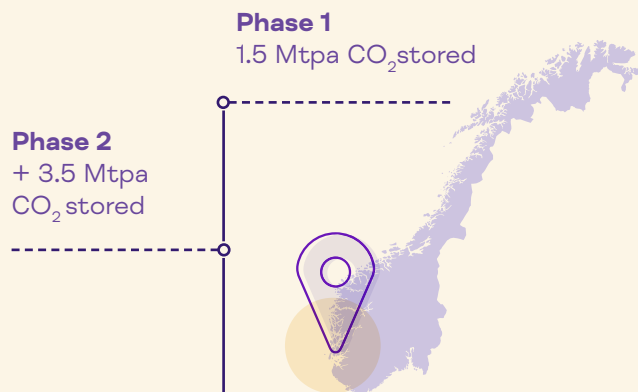 Phase 1
1.5 Mtpa CO₂stored
Phase 2
+ 3.5 Mtpa
CO₂ stored